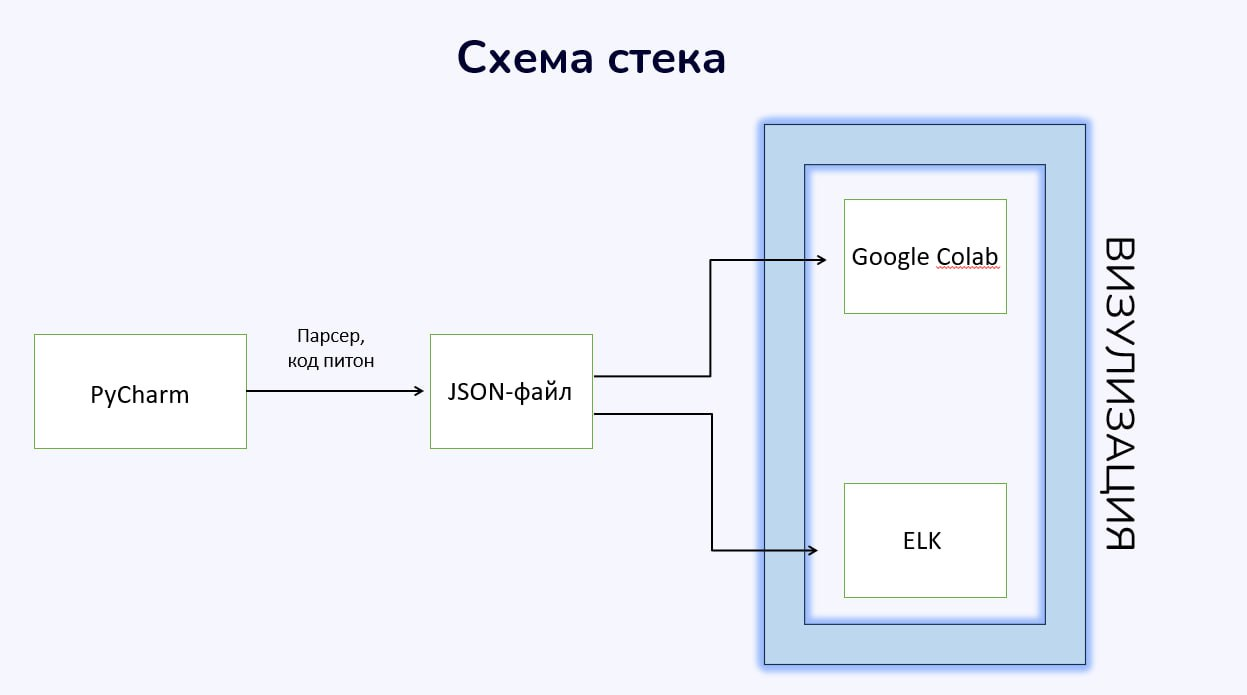 Схема стека
PyCharm
Парсер,
код питон
JSON-файл
Google Colab
ELK
ВИЗУЛИЗАЦИЯ